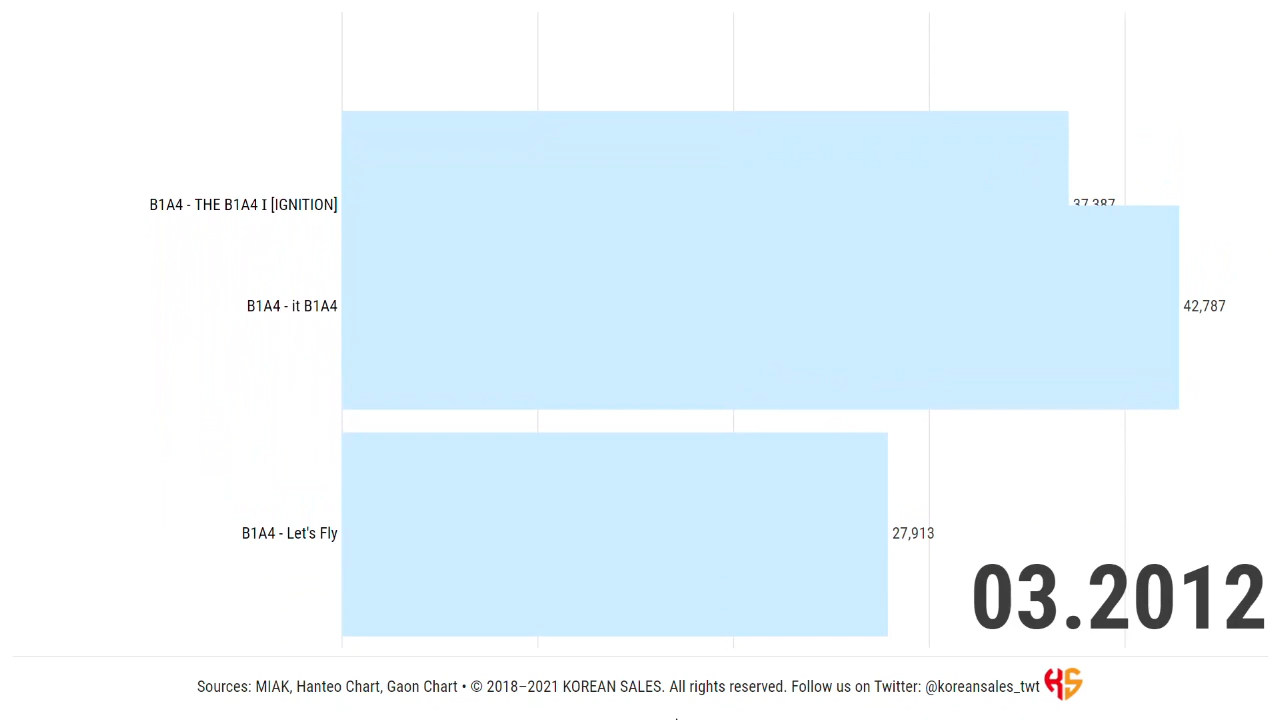 B1A4 - THE B1A4 I [IGNITION]
37,387
B1A4 - it B1A4
42,787
B1A4 - Let's Fly
27,913
03.2012
Sources: MIAK, Hanteo Chart, Gaon Chart • © 2018–2021 KOREAN SALES. All rights reserved. Follow us on Twitter: @koreansales_twt KS